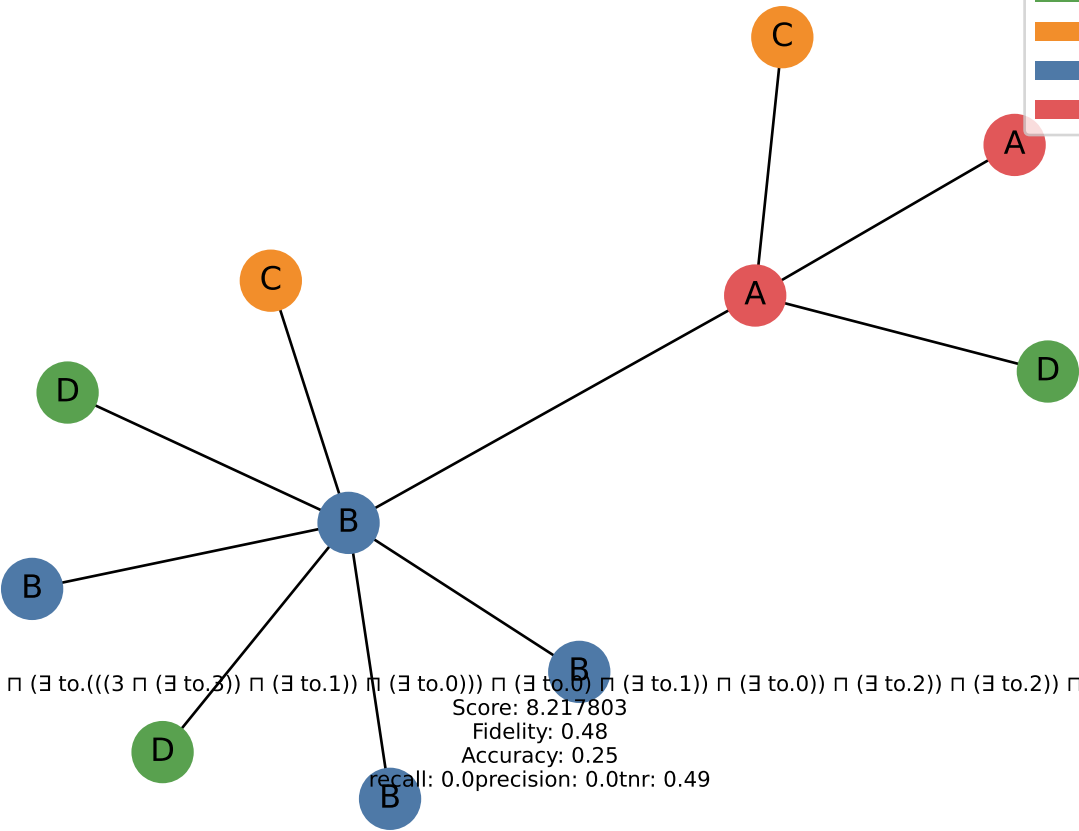 C
A
A
C
D
D
B
B
B
⊓ (∃ to.(((3 ⊓ (∃ to.3)) ⊓ (∃ to.1)) ⊓ (∃ to.0))) ⊓ (∃ to.0) ⊓ (∃ to.1)) ⊓ (∃ to.0)) ⊓ (∃ to.2)) ⊓ (∃ to.2)) ⊓
Score: 8.217803
Fidelity: 0.48
D
Accuracy: 0.25
recall: 0.0precision: 0.0tnr: 0.49
B